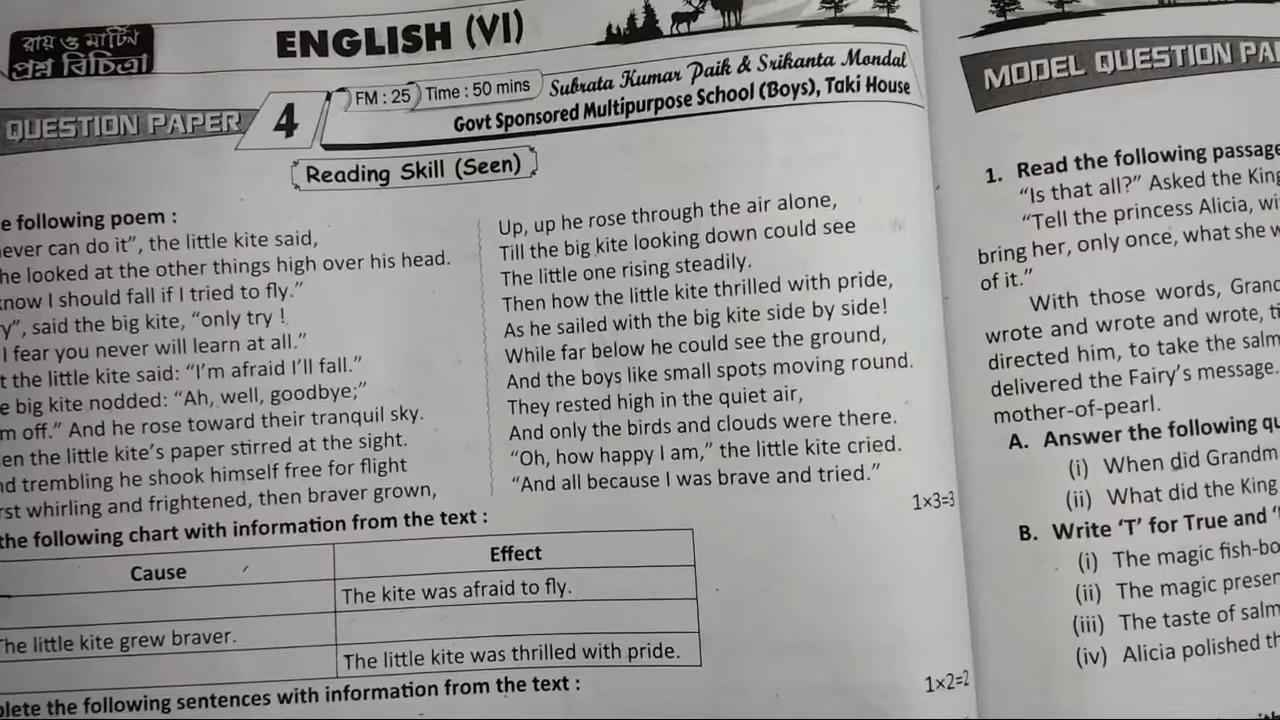 রায় ও মার্টিন
প্রশ্ন বিচিত্রা
ENGLISH (VI)
QUESTION PAPER 4
FM : 25 Time : 50 mins
Subrata Kumar Paik & Srikanta Mondal
Govt Sponsored Multipurpose School (Boys), Taki House
Reading Skill (Seen)
e following poem :
ever can do it”, the little kite said,
he looked at the other things high over his head.
know I should fall if I tried to fly.”
y”, said the big kite, “only try !
I fear you never will learn at all.”
t the little kite said: “I’m afraid I’ll fall.”
e big kite nodded: “Ah, well, goodbye;”
m off.” And he rose toward their tranquil sky.
en the little kite’s paper stirred at the sight.
nd trembling he shook himself free for flight
rst whirling and frightened, then braver grown,
Up, up he rose through the air alone,
Till the big kite looking down could see
The little one rising steadily.
Then how the little kite thrilled with pride,
As he sailed with the big kite side by side!
While far below he could see the ground,
And the boys like small spots moving round.
They rested high in the quiet air,
And only the birds and clouds were there.
“Oh, how happy I am,” the little kite cried.
“And all because I was brave and tried.”
the following chart with information from the text : 1×3=3
Cause Effect
The kite was afraid to fly.
The little kite grew braver.
The little kite was thrilled with pride.
plete the following sentences with information from the text : 1×2=2
MODEL QUESTION PA
1. Read the following passage
“Is that all?” Asked the King
“Tell the princess Alicia, wi
bring her, only once, what she w
of it.”
With those words, Grand
wrote and wrote and wrote, ti
directed him, to take the salm
delivered the Fairy’s message.
mother-of-pearl.
A. Answer the following qu
(i) When did Grandm
(ii) What did the King
B. Write ‘T’ for True and ‘
(i) The magic fish-bo
(ii) The magic presen
(iii) The taste of salm
(iv) Alicia polished th